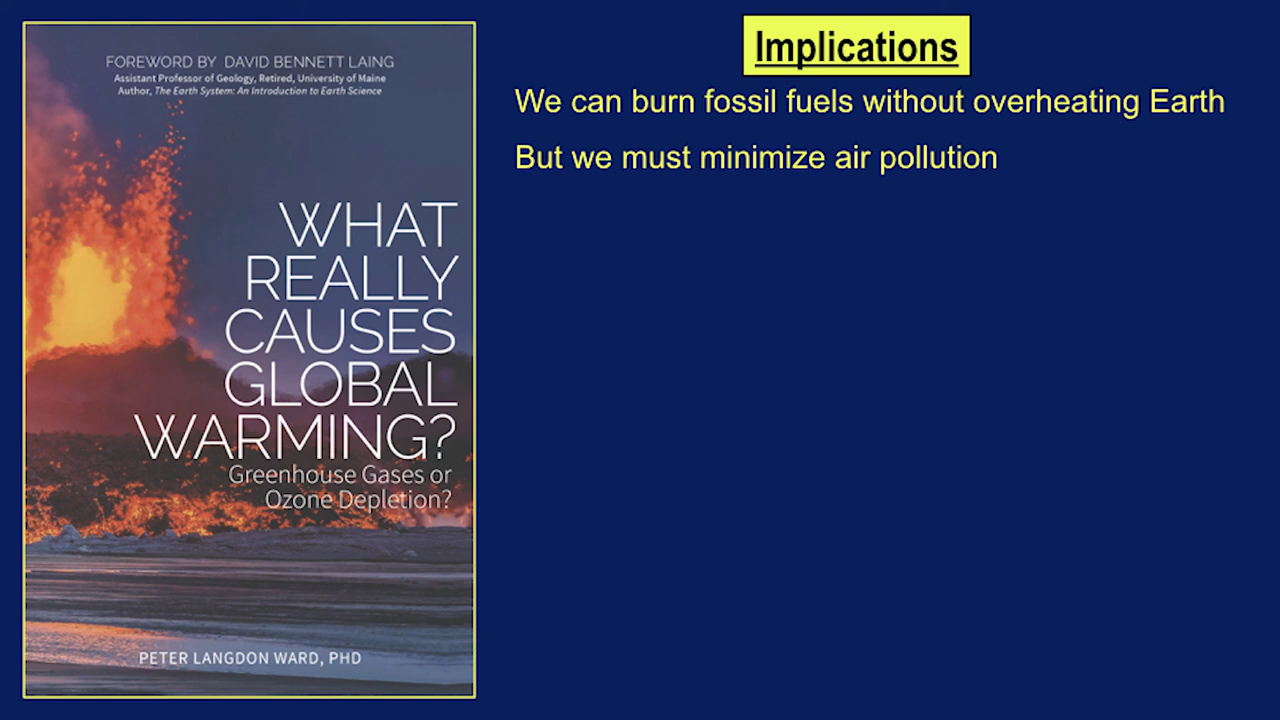 FOREWORD BY DAVID BENNETT LAING
Assistant Professor of Geology, Retired, University of Maine
Author, The Earth System: An Introduction to Earth Science
WHAT
REALLY
CAUSES
GLOBAL
WARMING?
Greenhouse Gases or
Ozone Depletion?
PETER LANGDON WARD, PHD
Implications
We can burn fossil fuels without overheating Earth
But we must minimize air pollution